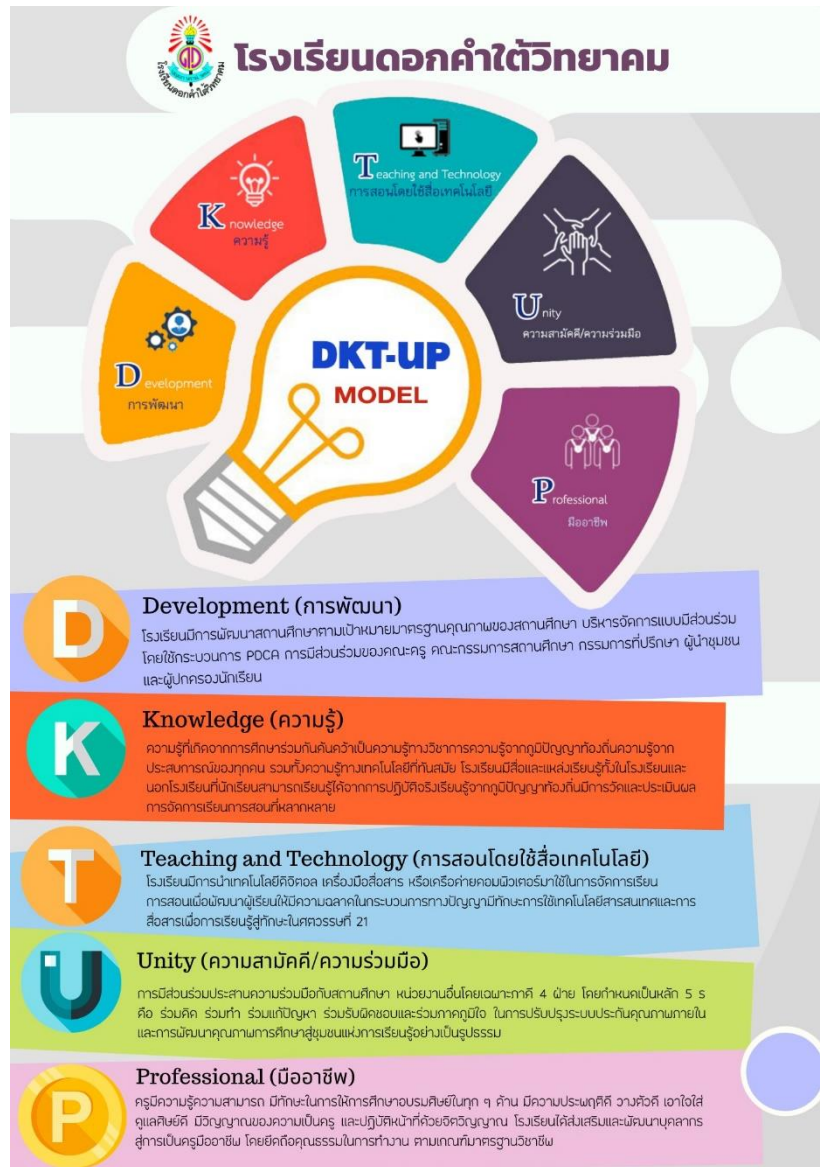 โรงเรียนดอกคำใต้วิทยาคม
โรงเรียนดอกคำใต้วิทยาคม
Teaching and Technology
การสอนโดยใช้สื่อเทคโนโลยี
Knowledge
ความรู้
Unity
ความสามัคคี/ความร่วมมือ
Development
การพัฒนา
DKT-UP
MODEL
Professional
มืออาชีพ
D
Development (การพัฒนา)
โรงเรียนมีการพัฒนาสถานศึกษาตามเป้าหมายมาตรฐานคุณภาพของสถานศึกษา บริหารจัดการแบบมีส่วนร่วม
โดยใช้กระบวนการ PDCA การมีส่วนร่วมของคณะครู คณะกรรมการสถานศึกษา กรรมการที่ปรึกษา ผู้นำชุมชน
และผู้ปกครองนักเรียน
K
Knowledge (ความรู้)
ความรู้ที่เกิดจากการศึกษาร่วมกันค้นคว้าเป็นความรู้ทางวิชาการความรู้จากภูมิปัญญาท้องถิ่นความรู้จาก
ประสบการณ์ของทุกคน รวมทั้งความรู้ทางเทคโนโลยีที่ทันสมัย โรงเรียนมีสื่อและแหล่งเรียนรู้ทั้งในโรงเรียนและ
นอกโรงเรียนที่นักเรียนสามารถเรียนรู้ได้จากการปฏิบัติจริงเรียนรู้จากภูมิปัญญาท้องถิ่นมีการวัดและประเมินผล
การจัดการเรียนการสอนที่หลากหลาย
T
Teaching and Technology (การสอนโดยใช้สื่อเทคโนโลยี)
โรงเรียนมีการนำเทคโนโลยีดิจิตอล เครื่องมือสื่อสาร หรือเครือข่ายคอมพิวเตอร์มาใช้ในการจัดการเรียน
การสอนเพื่อพัฒนาผู้เรียนให้มีความฉลาดในกระบวนการทางปัญญามีทักษะการใช้เทคโนโลยีสารสนเทศและการ
สื่อสารเพื่อการเรียนรู้สู่ทักษะในศตวรรษที่ 21
U
Unity (ความสามัคคี/ความร่วมมือ)
การมีส่วนร่วมประสานความร่วมมือกับสถานศึกษา หน่วยงานอื่นโดยเฉพาะภาคี 4 ฝ่าย โดยกำหนดเป็นหลัก 5 ร
คือ ร่วมคิด ร่วมทำ ร่วมแก้ปัญหา ร่วมรับผิดชอบและร่วมภาคภูมิใจ ในการปรับปรุงระบบประกันคุณภาพภายใน
และการพัฒนาคุณภาพการศึกษาสู่ชุมชนแห่งการเรียนรู้อย่างเป็นรูปธรรม
P
Professional (มืออาชีพ)
ครูมีความรู้ความสามารถ มีทักษะในการให้การศึกษาอบรมศิษย์ในทุก ๆ ด้าน มีความประพฤติดี วางตัวดี เอาใจใส่
ดูแลศิษย์ดี มีวิญญาณของความเป็นครู และปฏิบัติหน้าที่ด้วยจิตวิญญาณ โรงเรียนได้ส่งเสริมและพัฒนาบุคลากร
สู่การเป็นครูมืออาชีพ โดยยึดถือคุณธรรมในการทำงาน ตามเกณฑ์มาตรฐานวิชาชีพ